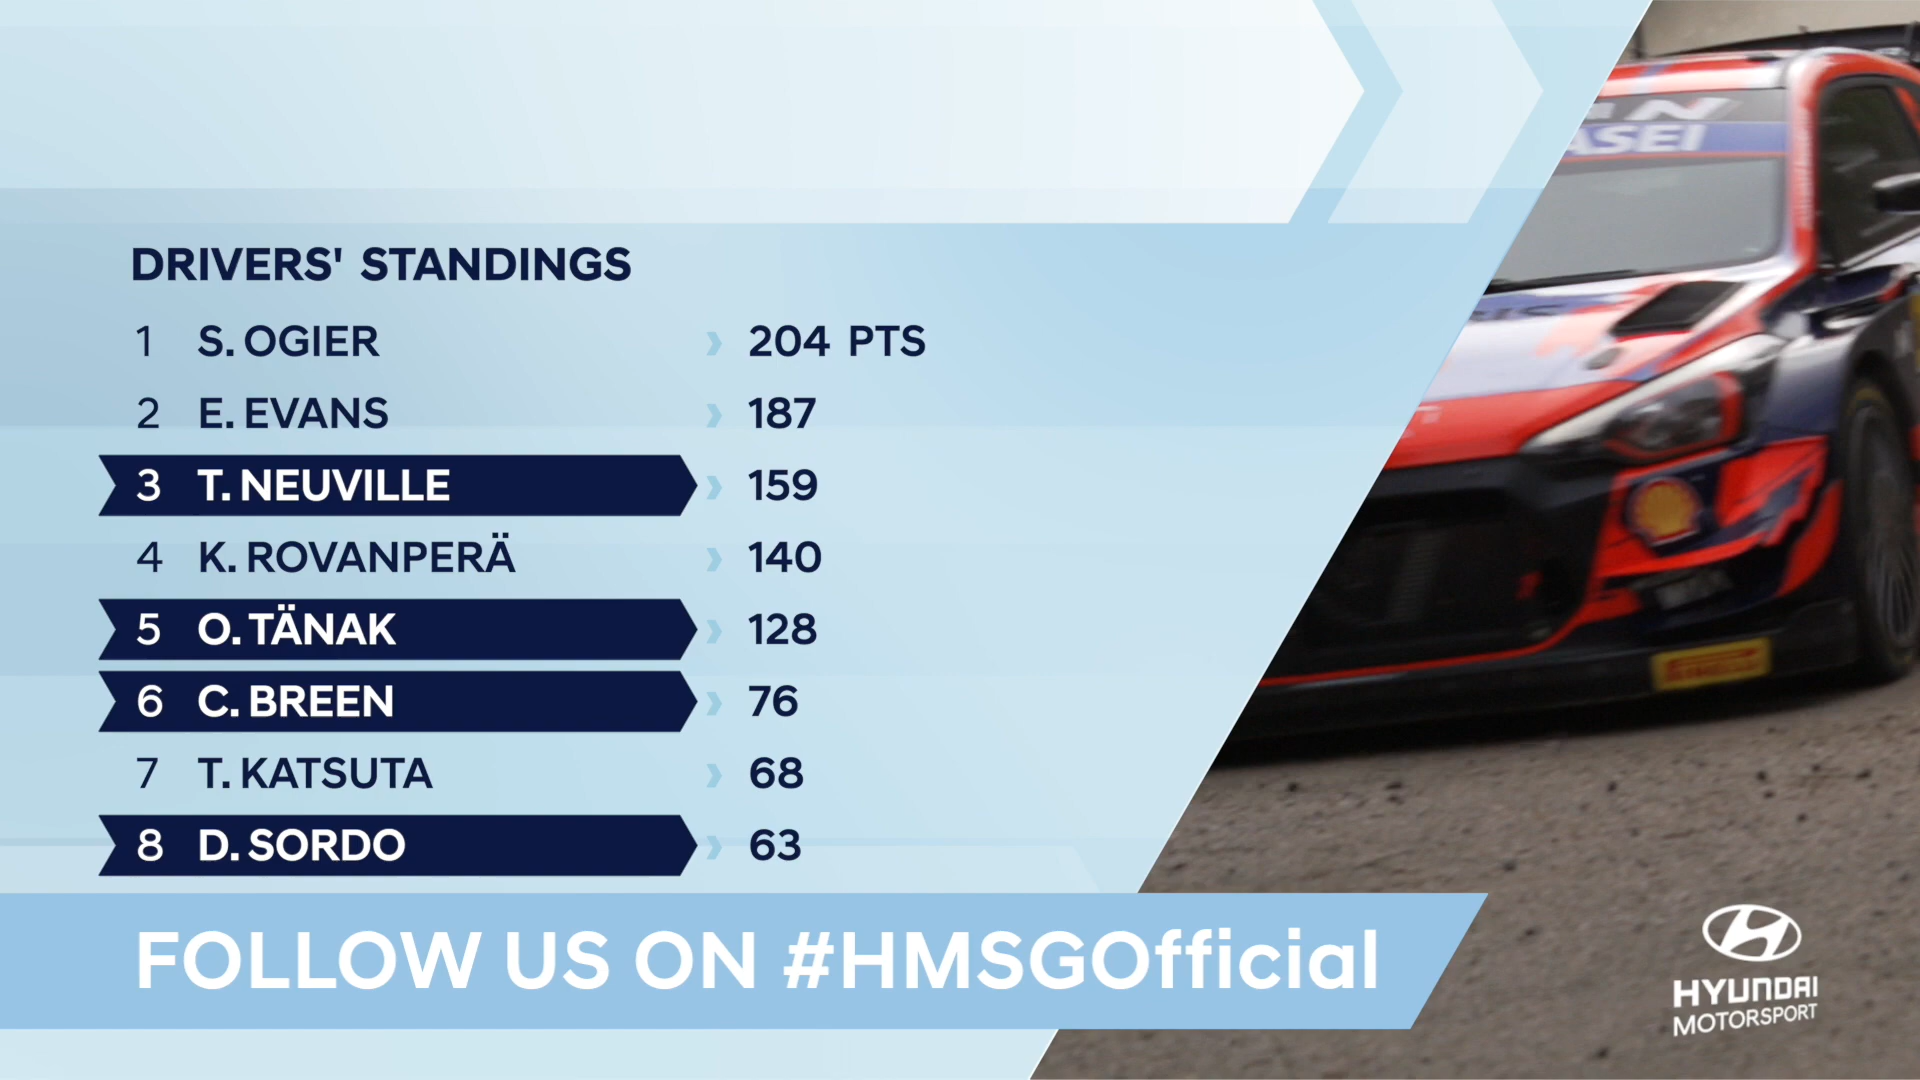 DRIVERS' STANDINGS
1 S. OGIER 204 PTS
2 E. EVANS 187
3 T. NEUVILLE 159
4 K. ROVANPERÄ 140
5 O. TÄNAK 128
6 C. BREEN 76
7 T. KATSUTA 68
8 D. SORDO 63
FOLLOW US ON #HMSGOfficial
HYUNDAI
MOTORSPORT
N
PIRELLI